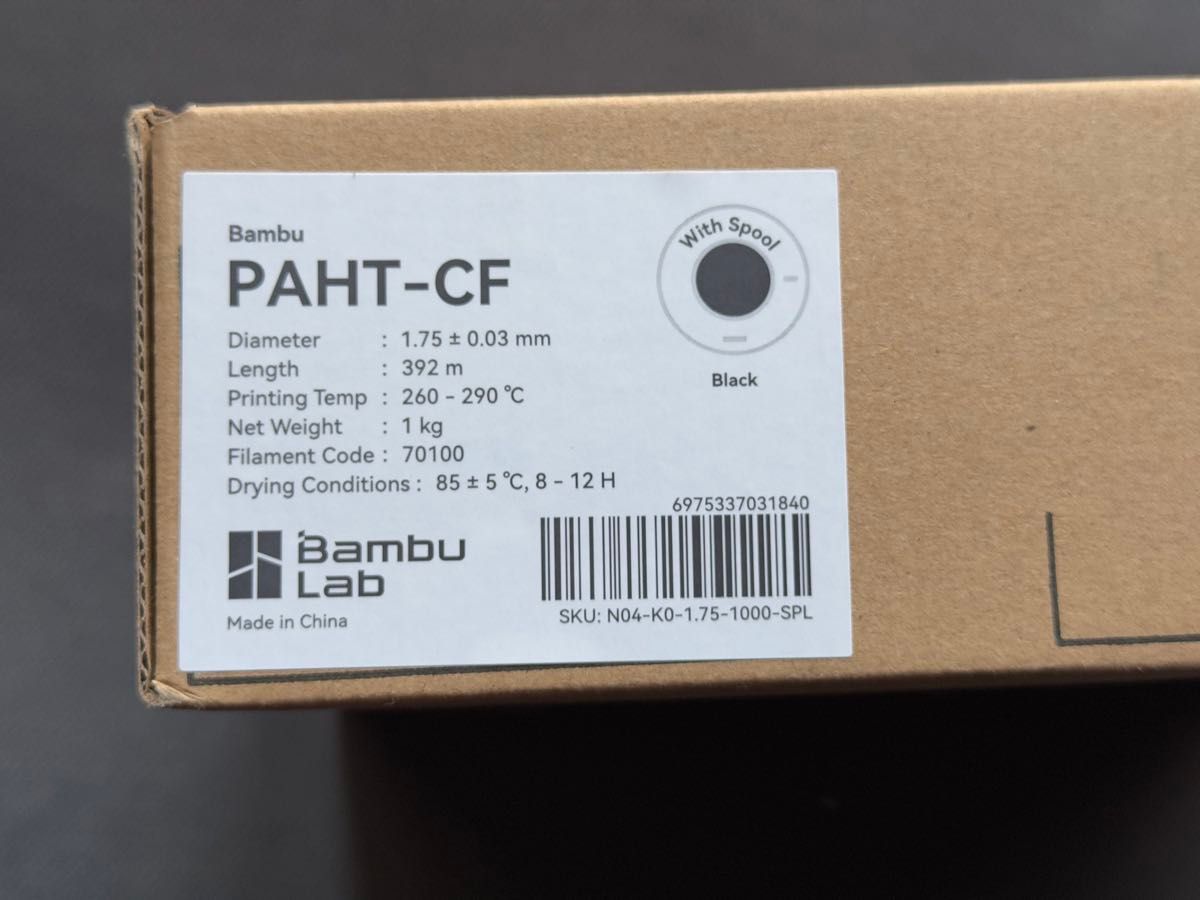 Bambu
PAHT-CF
Diameter : 1.75 ± 0.03 mm
Length : 392 m
Printing Temp : 260 - 290 ℃
Net Weight : 1 kg
Filament Code : 70100
Drying Conditions : 85 ± 5 ℃, 8 - 12 H
With Spool
Black
6975337031840
SKU: N04-K0-1.75-1000-SPL
Bambu
Lab
Made in China